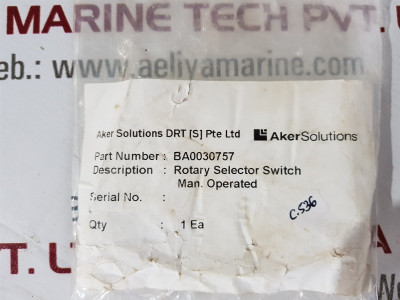 MARINE TECH PVT. L
eb.: www.aeliyamarine.com
Aker Solutions DRT [S] Pte Ltd
AkerSolutions
Part Number : BA0030757
Description : Rotary Selector Switch
Man. Operated
Serial No. :
C.536
Qty : 1 Ea
T. L
We